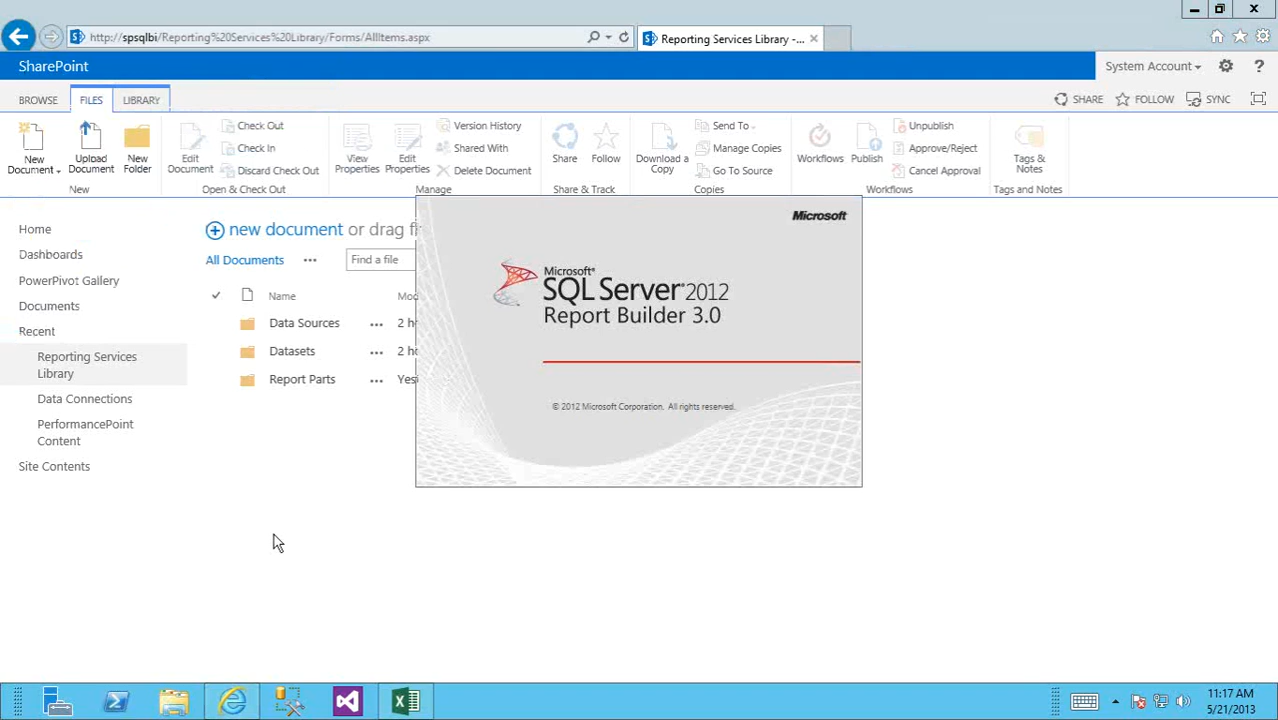 http://spsqlbi/Reporting%20Services%20Library/Forms/AllItems.aspx
Reporting Services Library -...
SharePoint
System Account
BROWSE FILES LIBRARY
SHARE FOLLOW SYNC
New Document
Upload Document
New Folder
New
Edit Document
Check Out
Check In
Discard Check Out
Open & Check Out
View Properties
Edit Properties
Version History
Shared With
Delete Document
Manage
Share
Follow
Share & Track
Download a Copy
Send To
Manage Copies
Go To Source
Copies
Workflows
Publish
Unpublish
Approve/Reject
Cancel Approval
Workflows
Tags & Notes
Tags and Notes
Home
Dashboards
PowerPivot Gallery
Documents
Recent
Reporting Services
Library
Data Connections
PerformancePoint
Content
Site Contents
new document or drag
All Documents ... Find a file
Name
Data Sources ... 2
Datasets ... 2
Report Parts ...
Microsoft
Microsoft®
SQL Server® 2012
Report Builder 3.0
© 2012 Microsoft Corporation. All rights reserved.
11:17 AM
5/21/2013